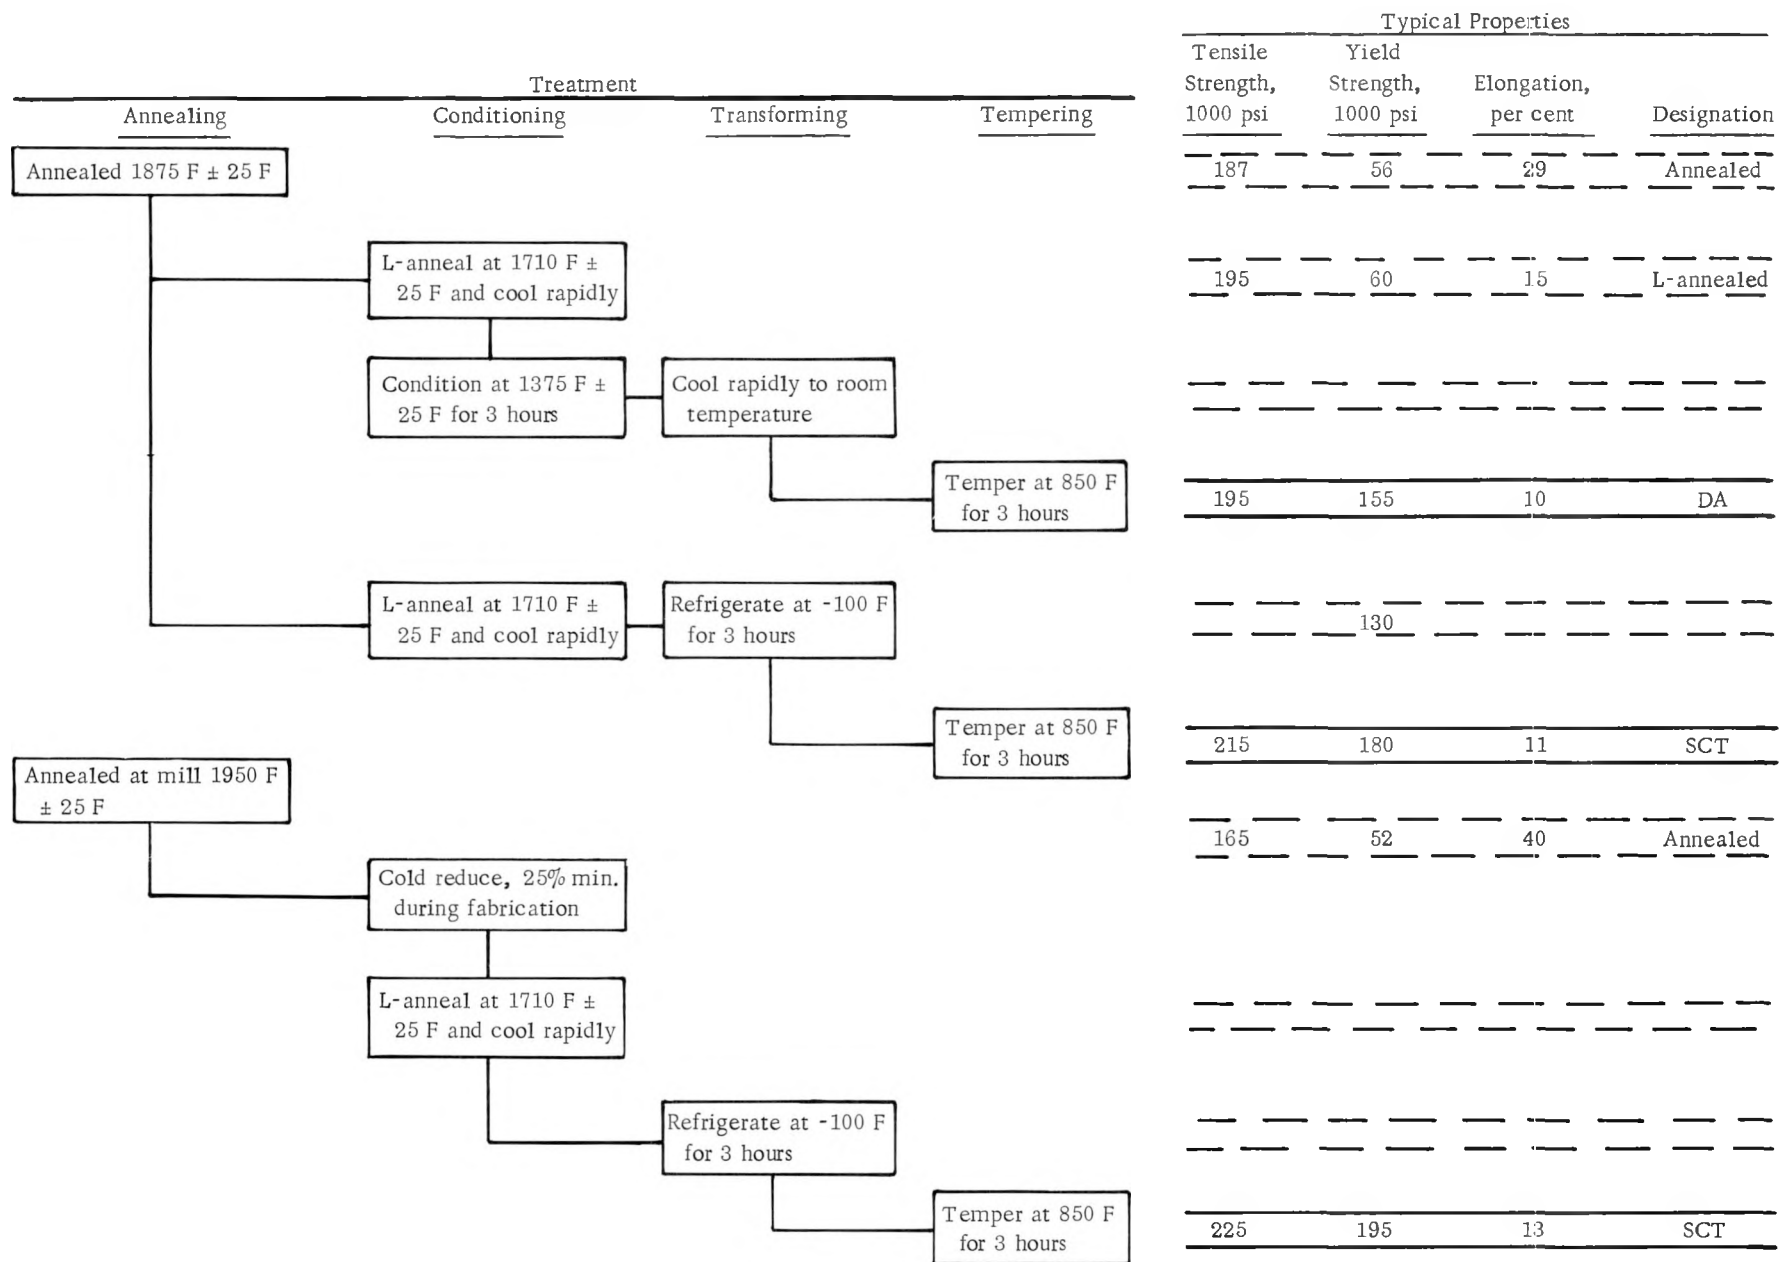 Typical Properties
Tensile Strength, 1000 psi
Yield Strength, 1000 psi
Elongation, per cent
Designation
Treatment
Annealing
Conditioning
Transforming
Tempering
Annealed 1875 F ± 25 F
187 56 29 Annealed
L-anneal at 1710 F ±
25 F and cool rapidly
195 60 15 L-annealed
Condition at 1375 F ±
25 F for 3 hours
Cool rapidly to room
temperature
Temper at 850 F
for 3 hours
195 155 10 DA
L-anneal at 1710 F ±
25 F and cool rapidly
Refrigerate at -100 F
for 3 hours
130
Temper at 850 F
for 3 hours
215 180 11 SCT
Annealed at mill 1950 F
± 25 F
165 52 40 Annealed
Cold reduce, 25% min.
during fabrication
L-anneal at 1710 F ±
25 F and cool rapidly
Refrigerate at -100 F
for 3 hours
Temper at 850 F
for 3 hours
225 195 13 SCT